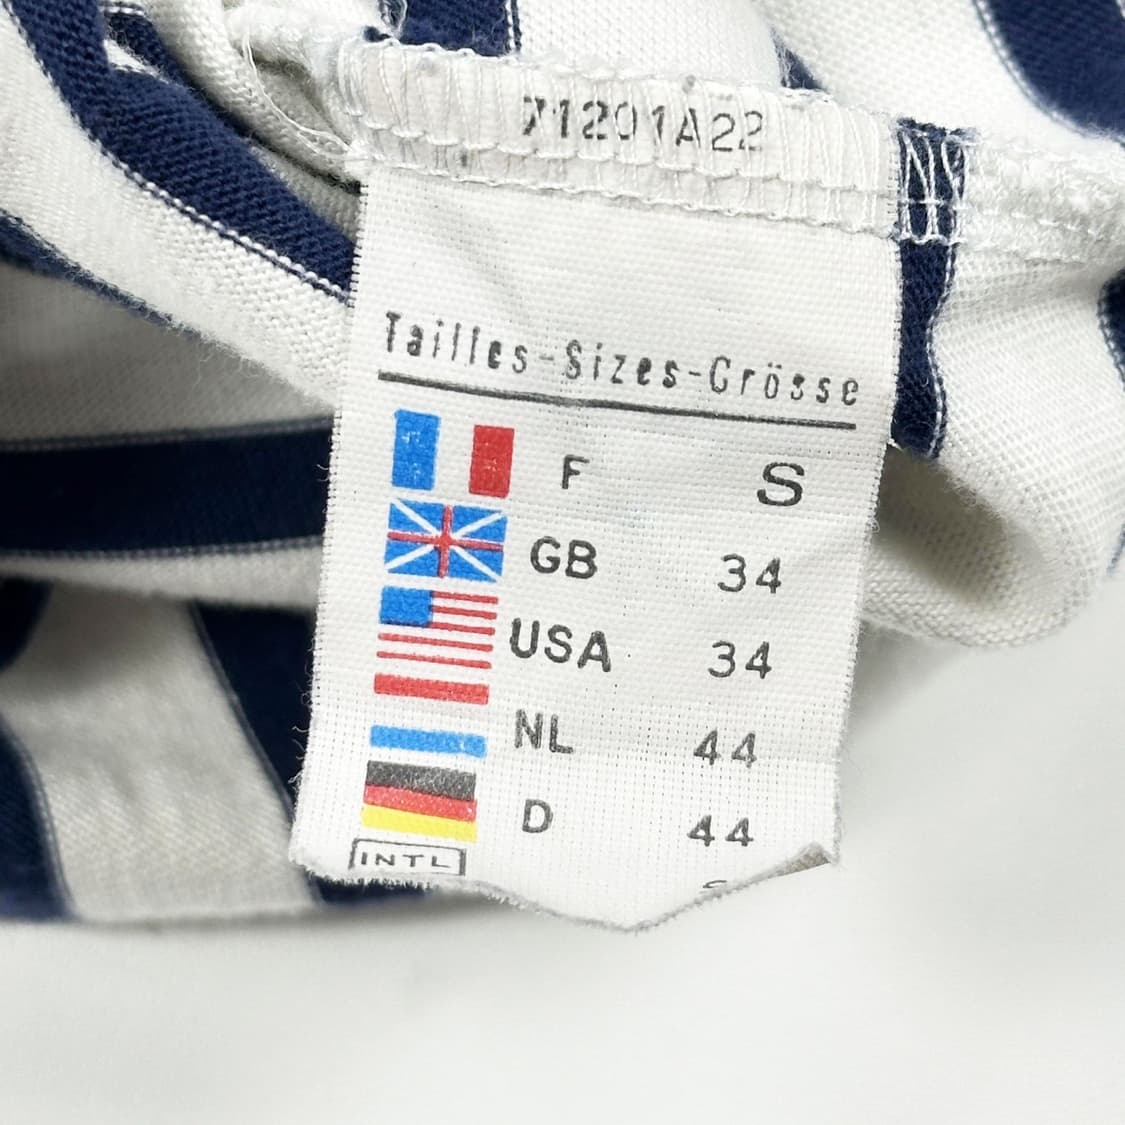 71201A22
Tailles-Sizes-Grösse
F S
GB 34
USA 34
NL 44
D 44
INTL